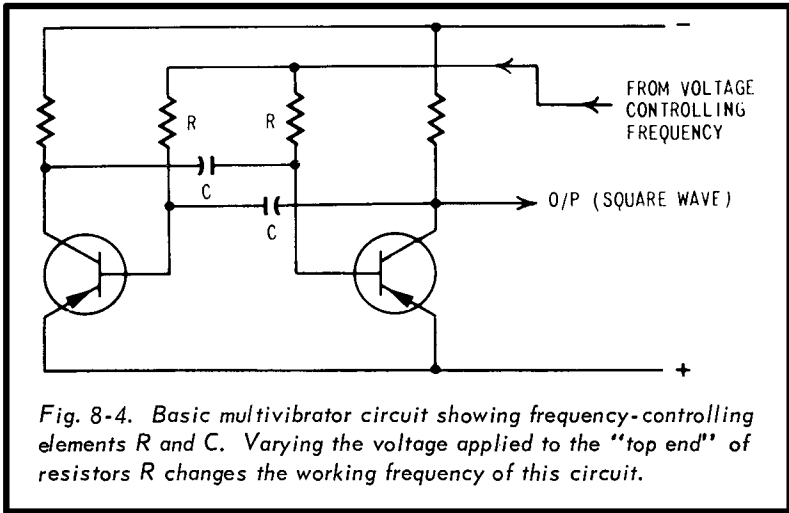 −
FROM VOLTAGE
CONTROLLING
FREQUENCY
R
R
C
C
O/P (SQUARE WAVE)
+
Fig. 8-4. Basic multivibrator circuit showing frequency-controlling
elements R and C. Varying the voltage applied to the “top end” of
resistors R changes the working frequency of this circuit.